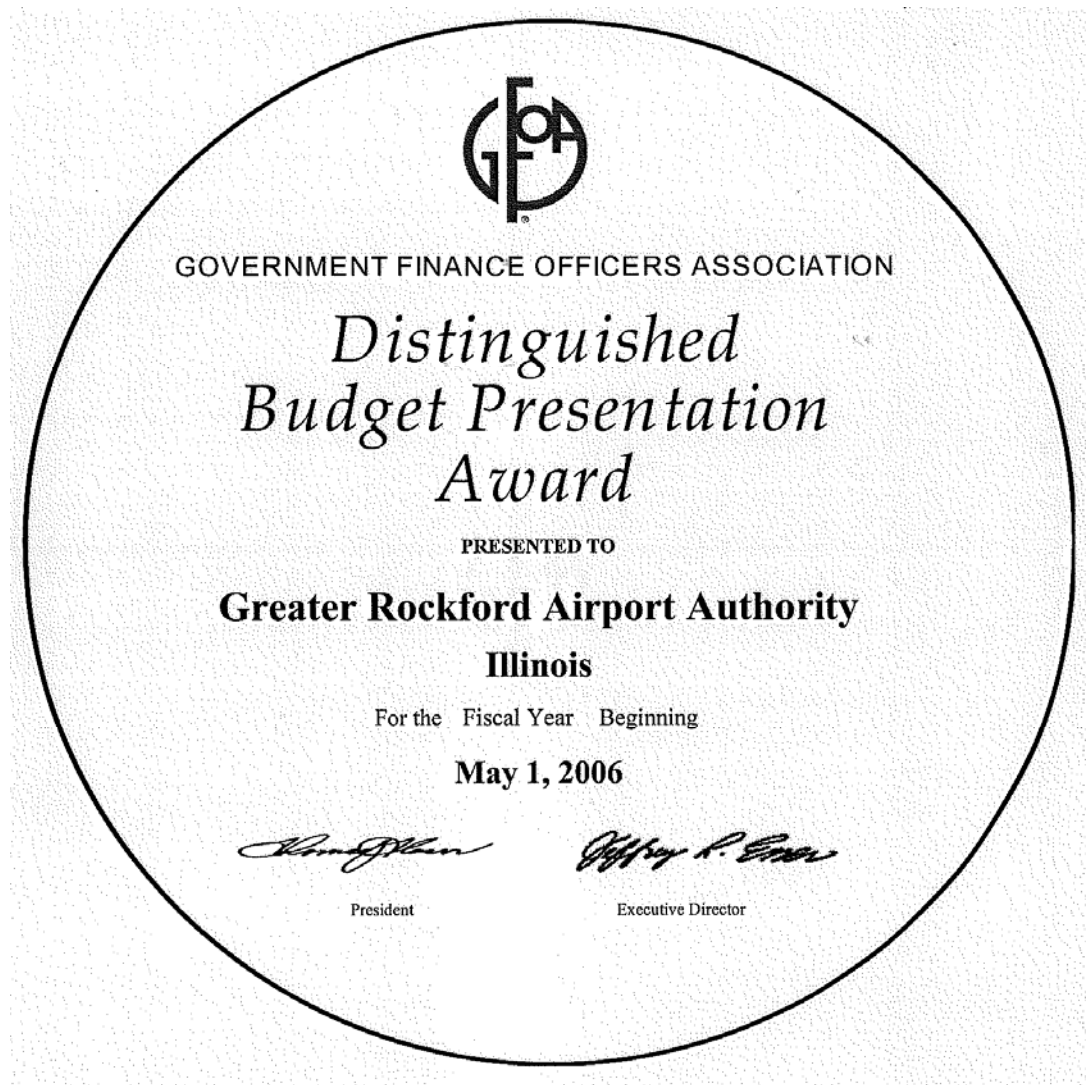 GFOA
®
GOVERNMENT FINANCE OFFICERS ASSOCIATION
Distinguished
Budget Presentation
Award
PRESENTED TO
Greater Rockford Airport Authority
Illinois
For the Fiscal Year Beginning
May 1, 2006
Jeffrey R.
President Executive Director